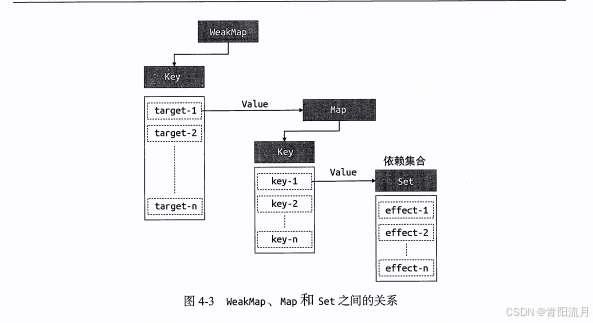 WeakMap
Key
target-1
Value
Map
target-2
Key
依赖集合
key-1
Value
Set
target-n
key-2
effect-1
effect-2
key-n
effect-n
图 4-3 WeakMap、Map 和 Set 之间的关系
CSDN @青阳流月